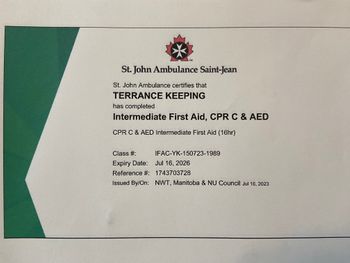 St. John Ambulance Saint-Jean
St. John Ambulance certifies that
TERRANCE KEEPING
has completed
Intermediate First Aid, CPR C & AED
CPR C & AED Intermediate First Aid (16hr)
Class #: IFAC-YK-150723-1989
Expiry Date: Jul 16, 2026
Reference #: 1743703728
Issued By/On: NWT, Manitoba & NU Council Jul 16, 2023